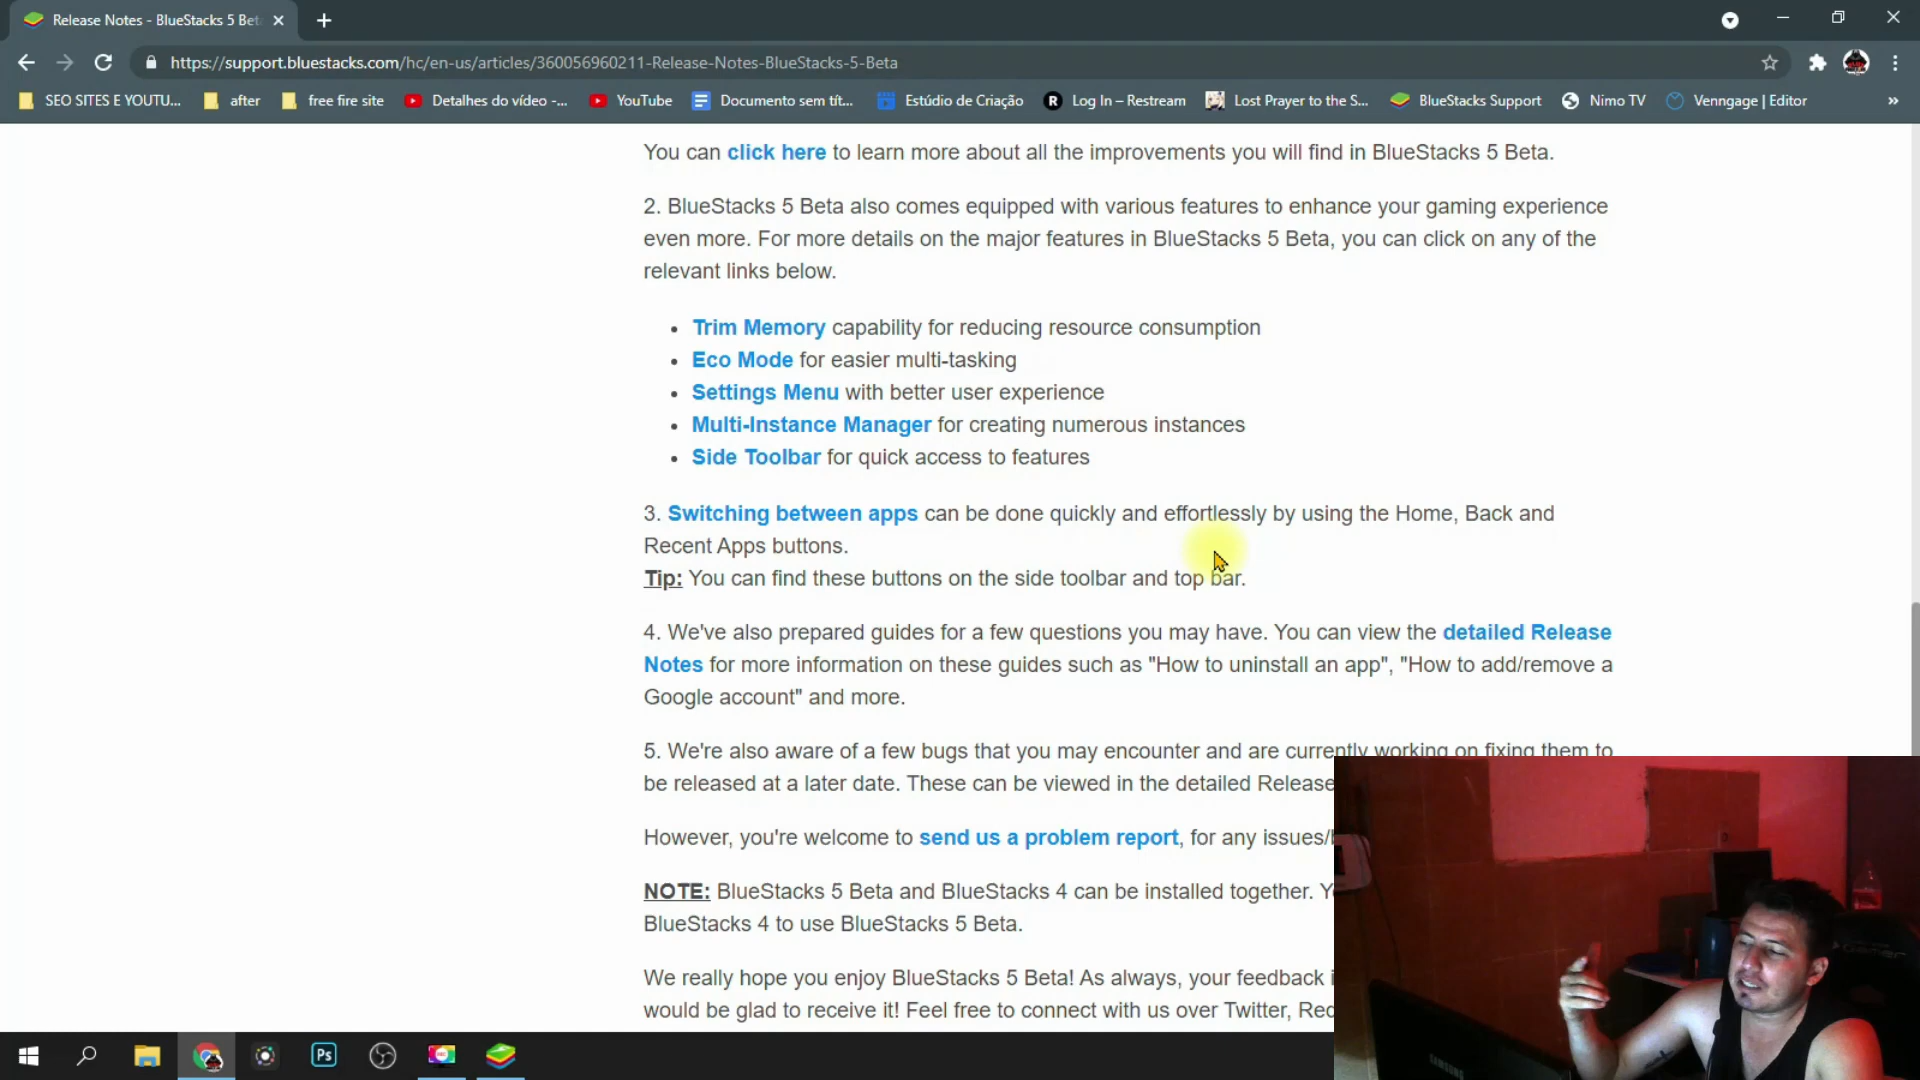 Release Notes - BlueStacks 5 Bet
https://support.bluestacks.com/hc/en-us/articles/360056960211-Release-Notes-BlueStacks-5-Beta
SEO SITES E YOUTU... after free fire site Detalhes do vídeo -... YouTube Documento sem tít... Estúdio de Criação R Log In – Restream Lost Prayer to the S... BlueStacks Support Nimo TV Venngage | Editor »
You can click here to learn more about all the improvements you will find in BlueStacks 5 Beta.
2. BlueStacks 5 Beta also comes equipped with various features to enhance your gaming experience
even more. For more details on the major features in BlueStacks 5 Beta, you can click on any of the
relevant links below.
• Trim Memory capability for reducing resource consumption
• Eco Mode for easier multi-tasking
• Settings Menu with better user experience
• Multi-Instance Manager for creating numerous instances
• Side Toolbar for quick access to features
3. Switching between apps can be done quickly and effortlessly by using the Home, Back and
Recent Apps buttons.
Tip: You can find these buttons on the side toolbar and top bar.
4. We've also prepared guides for a few questions you may have. You can view the detailed Release
Notes for more information on these guides such as "How to uninstall an app", "How to add/remove a
Google account" and more.
5. We're also aware of a few bugs that you may encounter and are currently working on fixing them to
be released at a later date. These can be viewed in the detailed Release
However, you're welcome to send us a problem report, for any issues/
NOTE: BlueStacks 5 Beta and BlueStacks 4 can be installed together.
BlueStacks 4 to use BlueStacks 5 Beta.
We really hope you enjoy BlueStacks 5 Beta! As always, your feedback
would be glad to receive it! Feel free to connect with us over Twitter,
Ps
SAMSUNG